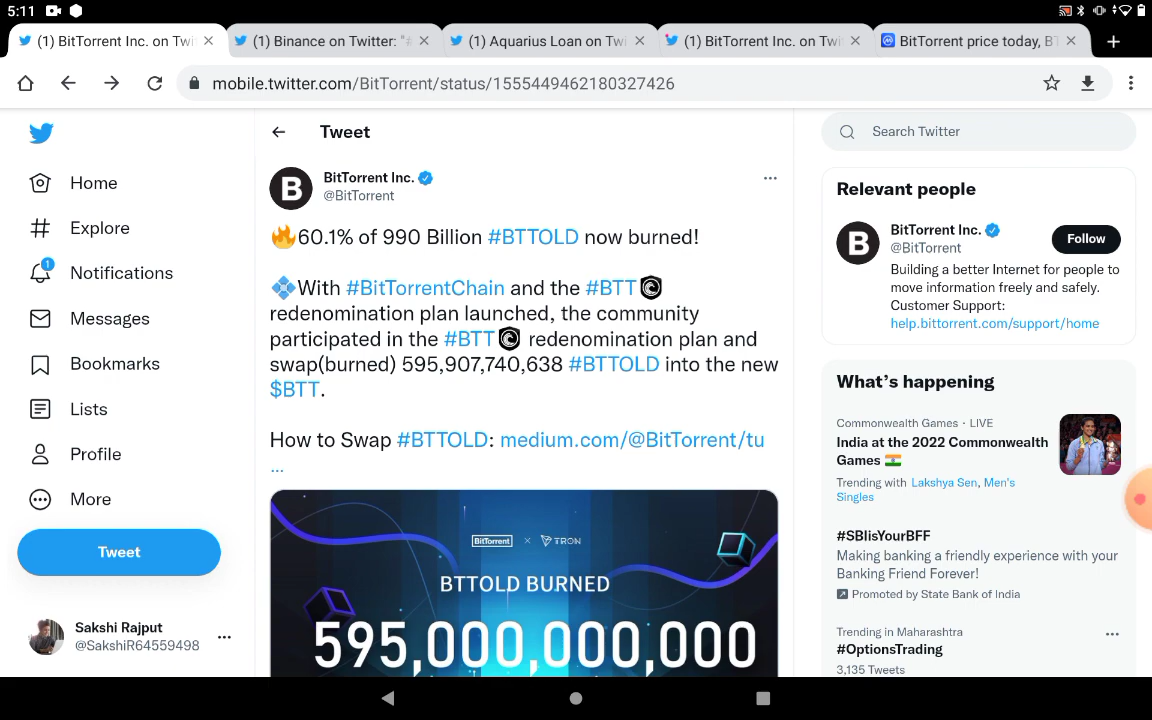 5:11
(1) BitTorrent Inc. on Twi
(1) Binance on Twitter: "#
(1) Aquarius Loan on Twi
(1) BitTorrent Inc. on Twi
BitTorrent price today, BT
mobile.twitter.com/BitTorrent/status/1555449462180327426
Home
Explore
1
Notifications
Messages
Bookmarks
Lists
Profile
More
Tweet
Sakshi Rajput
@SakshiR64559498
Tweet
BitTorrent Inc.
@BitTorrent
🔥60.1% of 990 Billion #BTTOLD now burned!
💠With #BitTorrentChain and the #BTT
redenomination plan launched, the community
participated in the #BTT redenomination plan and
swap(burned) 595,907,740,638 #BTTOLD into the new
$BTT.
How to Swap #BTTOLD: medium.com/@BitTorrent/tu
...
BitTorrent × TRON
BTTOLD BURNED
595,000,000,000
Search Twitter
Relevant people
BitTorrent Inc.
@BitTorrent
Follow
Building a better Internet for people to
move information freely and safely.
Customer Support:
help.bittorrent.com/support/home
What's happening
Commonwealth Games · LIVE
India at the 2022 Commonwealth
Games 🇮🇳
Trending with Lakshya Sen, Men's
Singles
#SBIisYourBFF
Making banking a friendly experience with your
Banking Friend Forever!
Promoted by State Bank of India
Trending in Maharashtra
#OptionsTrading
3,135 Tweets